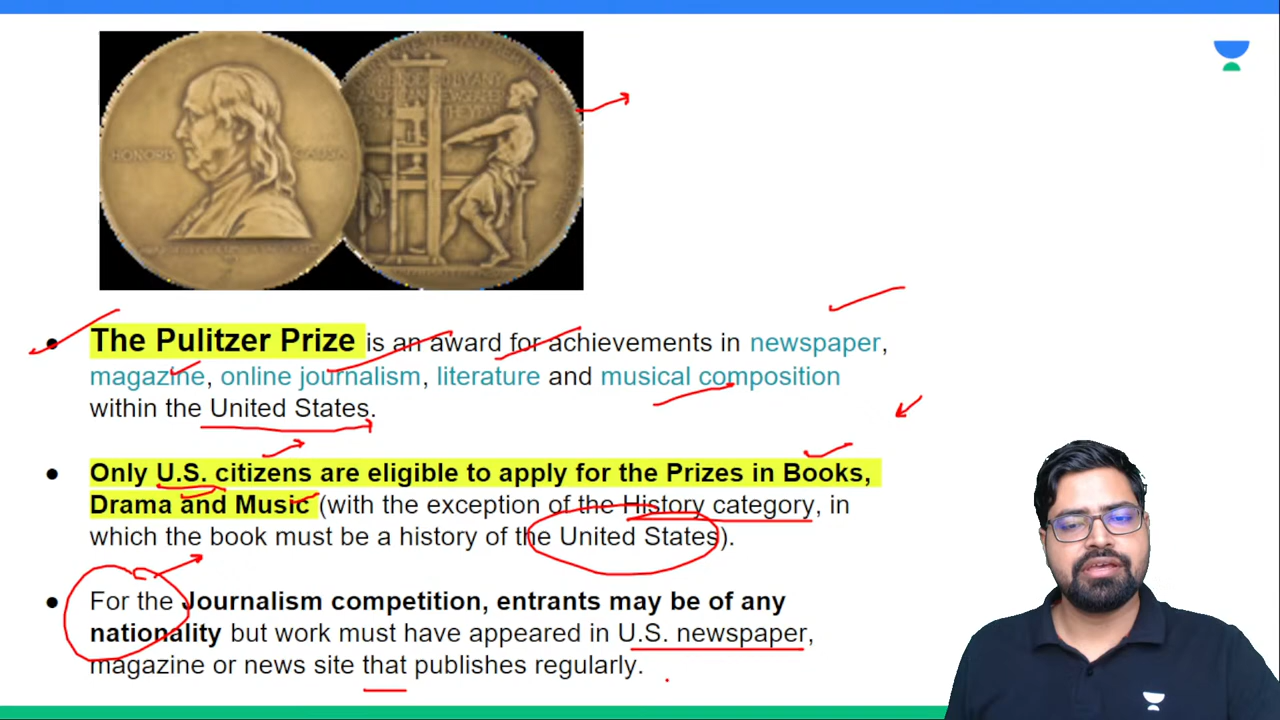 HONORIS CAUSA
The Pulitzer Prize is an award for achievements in newspaper,
magazine, online journalism, literature and musical composition
within the United States.
Only U.S. citizens are eligible to apply for the Prizes in Books,
Drama and Music (with the exception of the History category, in
which the book must be a history of the United States).
For the Journalism competition, entrants may be of any
nationality but work must have appeared in U.S. newspaper,
magazine or news site that publishes regularly.